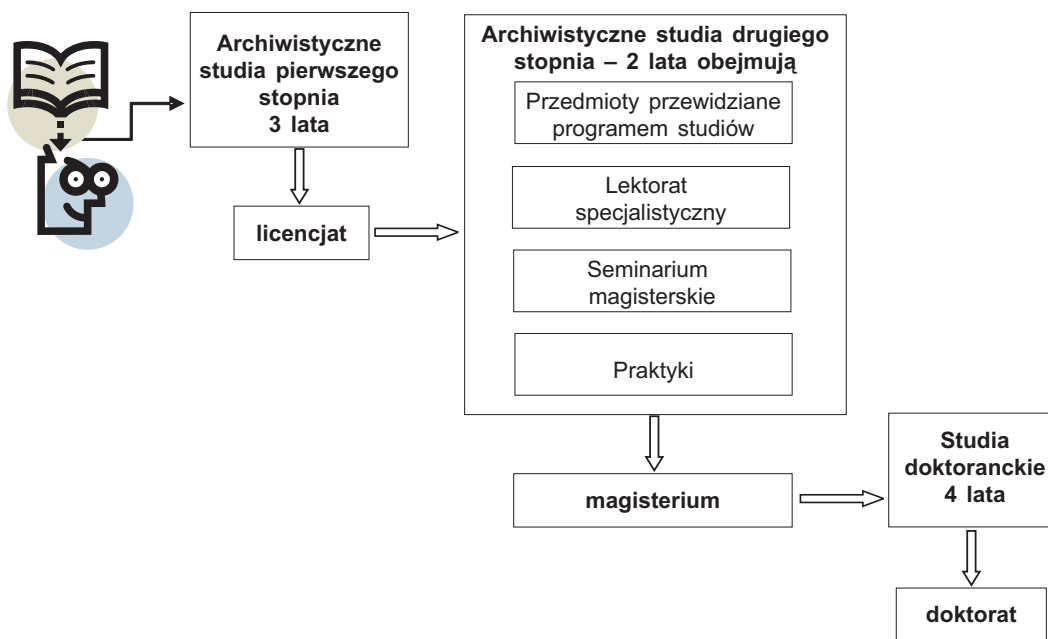 Archiwistyczne
studia pierwszego
stopnia
3 lata
licencjat
Archiwistyczne studia drugiego
stopnia – 2 lata obejmują
Przedmioty przewidziane
programem studiów
Lektorat
specjalistyczny
Seminarium
magisterskie
Praktyki
magisterium
Studia
doktoranckie
4 lata
doktorat